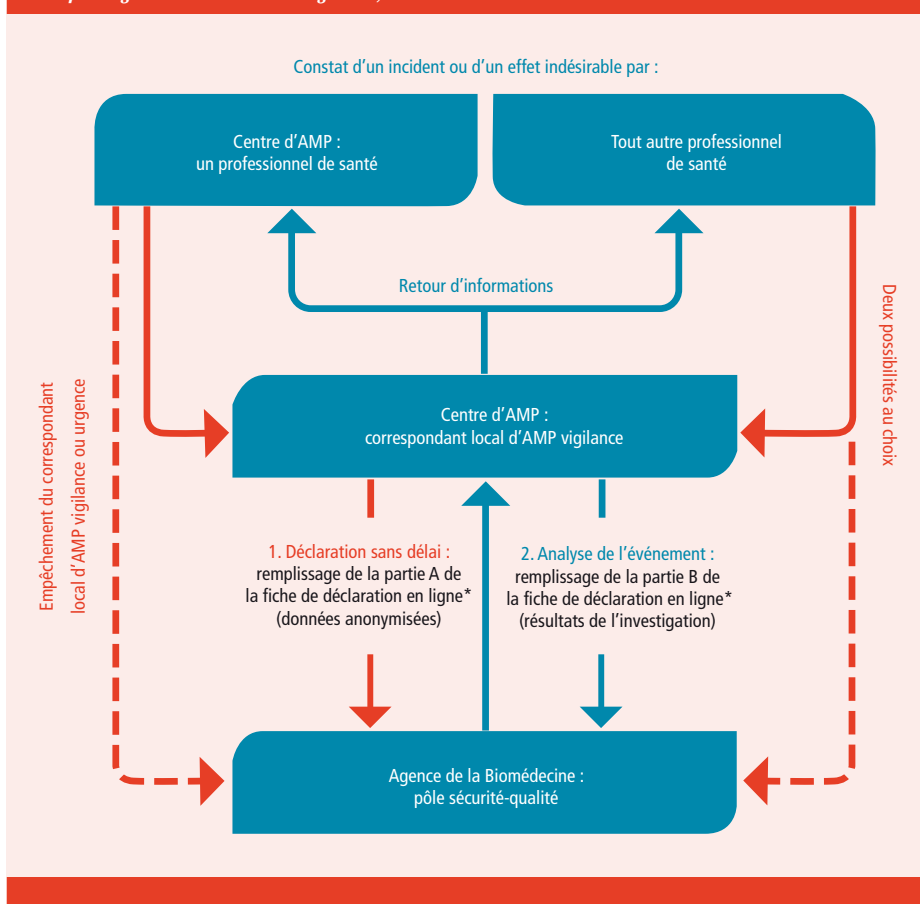 Constat d'un incident ou d'un effet indésirable par :
Centre d'AMP :
un professionnel de santé
Tout autre professionnel
de santé
Retour d'informations
Empêchement du correspondant
local d'AMP vigilance ou urgence
Deux possibilités au choix
Centre d'AMP :
correspondant local d'AMP vigilance
1. Déclaration sans délai :
remplissage de la partie A de
la fiche de déclaration en ligne*
(données anonymisées)
2. Analyse de l'événement :
remplissage de la partie B de
la fiche de déclaration en ligne*
(résultats de l'investigation)
Agence de la Biomédecine :
pôle sécurité-qualité